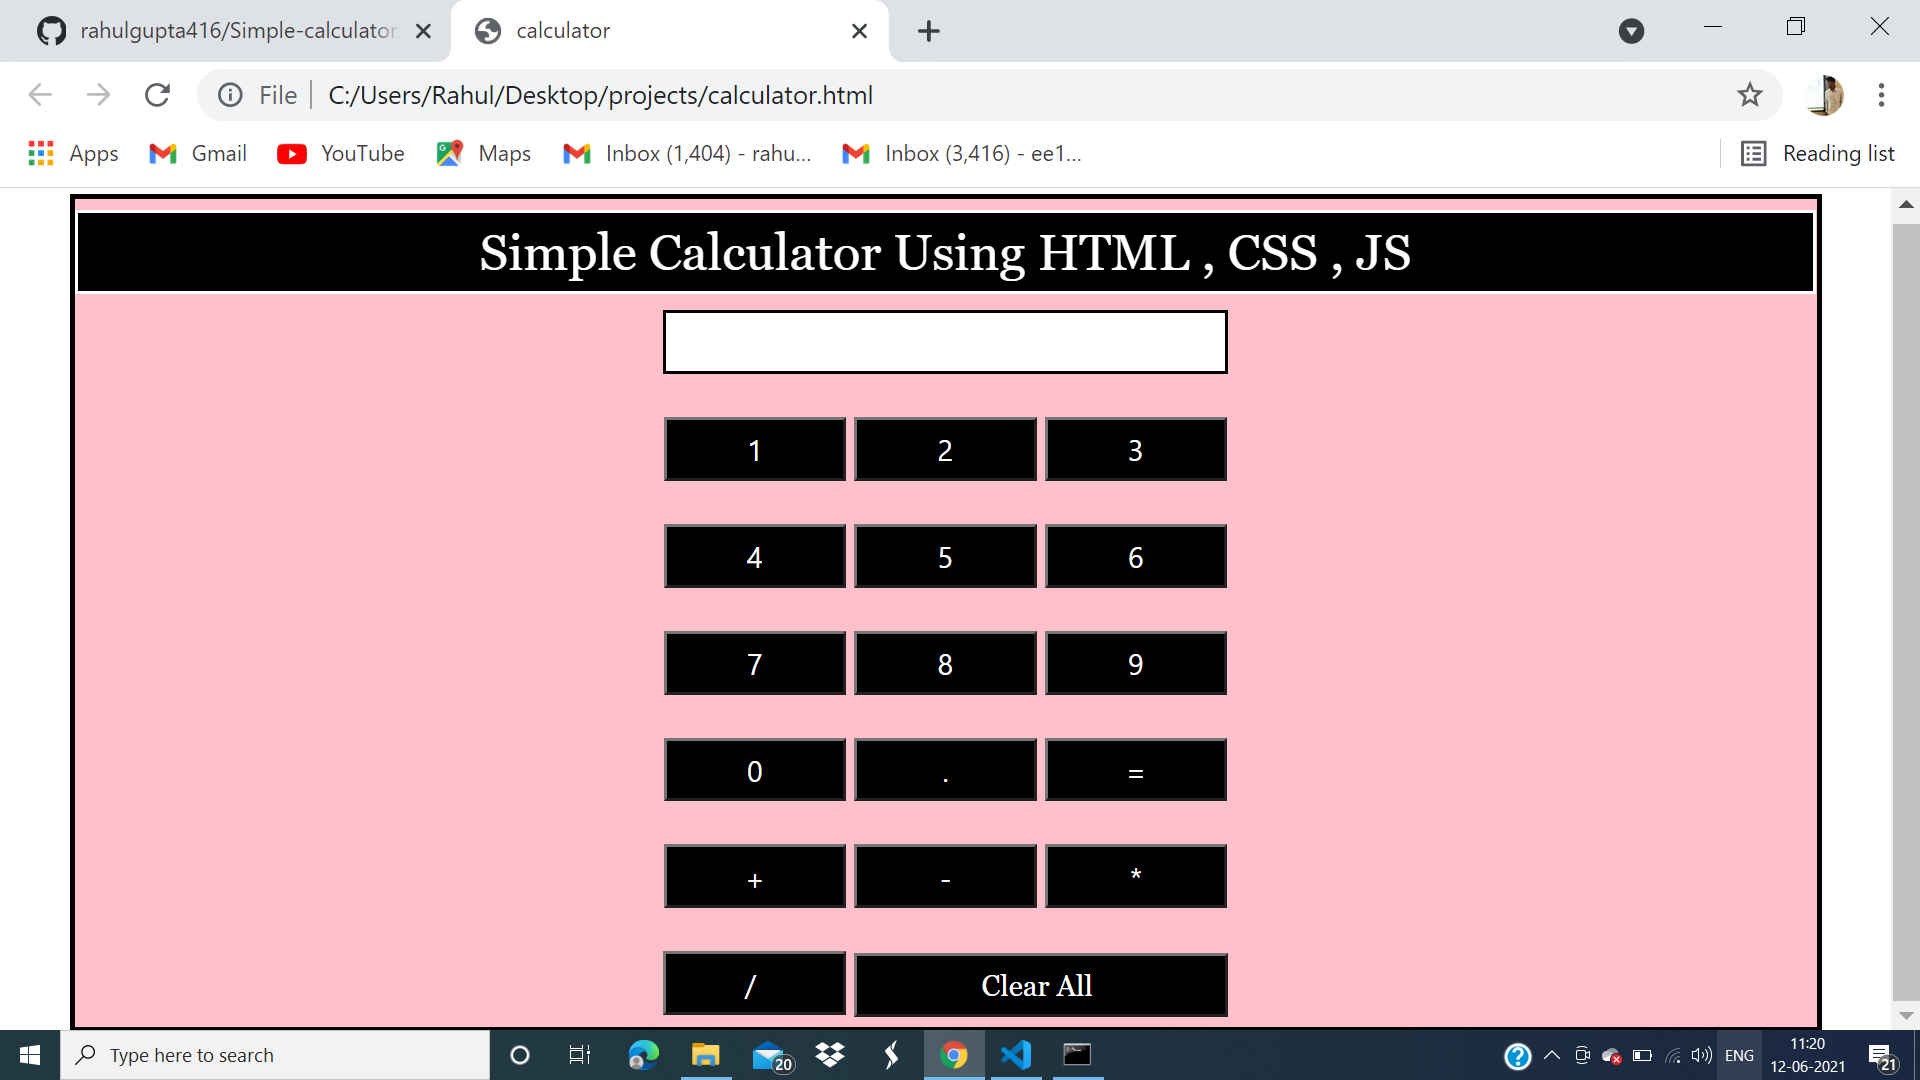 rahulgupta416/Simple-calculator
calculator
File
C:/Users/Rahul/Desktop/projects/calculator.html
Apps
Gmail
YouTube
Maps
Inbox (1,404) - rahu...
Inbox (3,416) - ee1...
Reading list
Simple Calculator Using HTML , CSS , JS
1 2 3
4 5 6
7 8 9
0 . =
+ - *
/ Clear All
Type here to search
20
ENG
11:20
12-06-2021
21